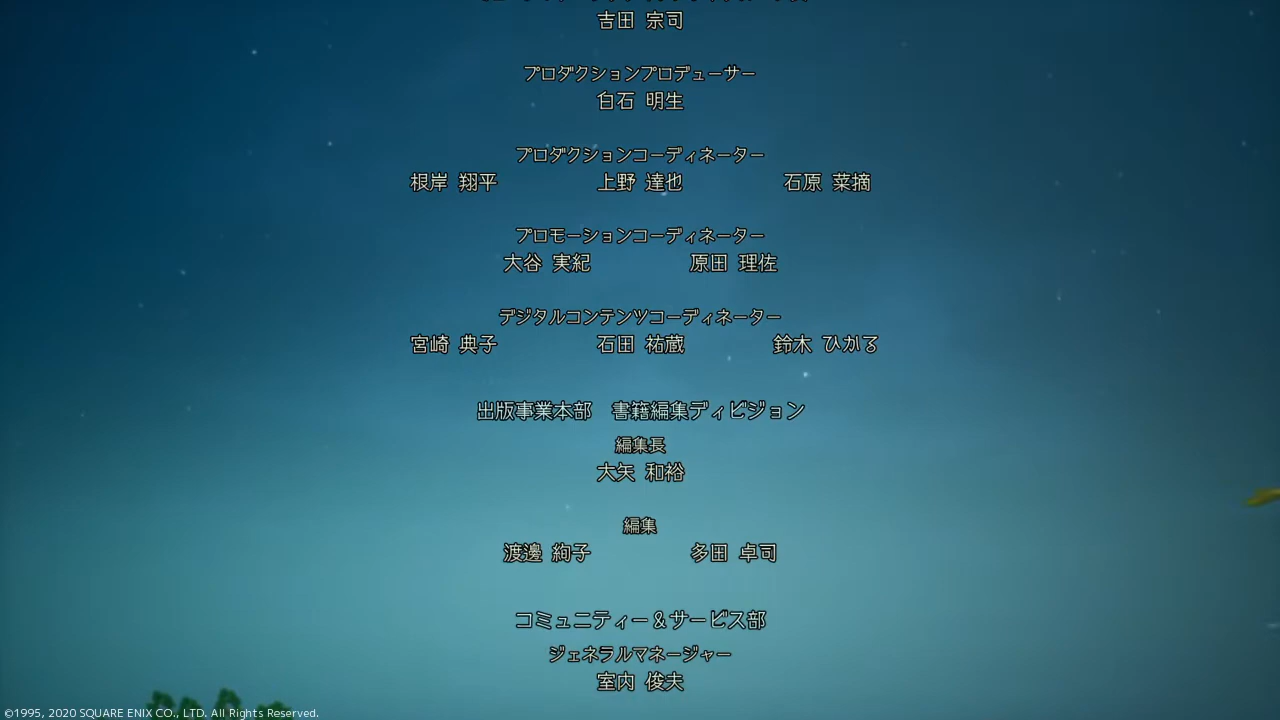 吉田 宗司
プロダクションプロデューサー
白石 明生
プロダクションコーディネーター
根岸 翔平 上野 達也 石原 菜摘
プロモーションコーディネーター
大谷 実紀 原田 理佐
デジタルコンテンツコーディネーター
宮崎 典子 石田 祐蔵 鈴木 ひかる
出版事業本部 書籍編集ディビジョン
編集長
大矢 和裕
編集
渡邊 絢子 多田 卓司
コミュニティー＆サービス部
ジェネラルマネージャー
室内 俊夫
©1995, 2020 SQUARE ENIX CO., LTD. All Rights Reserved.